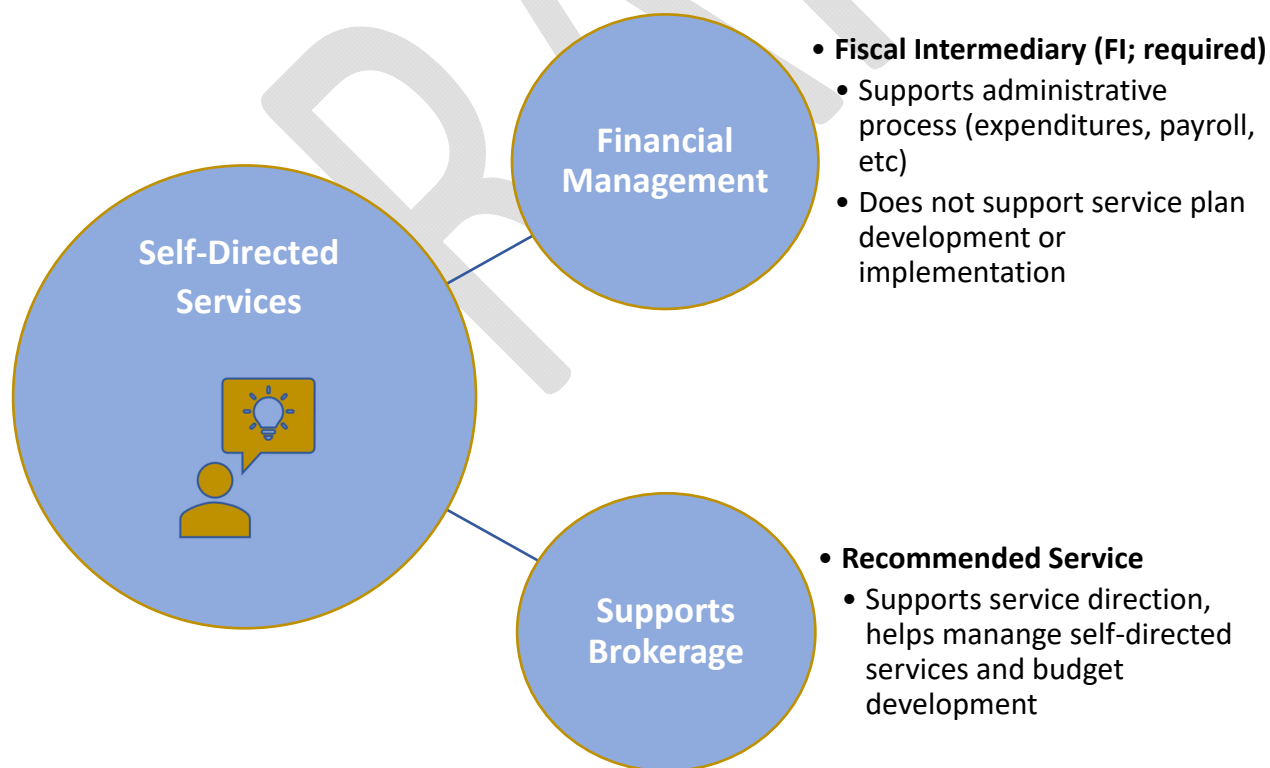 Self-Directed
Services
Financial
Management
• Fiscal Intermediary (FI; required)
• Supports administrative
process (expenditures, payroll,
etc)
• Does not support service plan
development or
implementation
Supports
Brokerage
• Recommended Service
• Supports service direction,
helps manange self-directed
services and budget
development